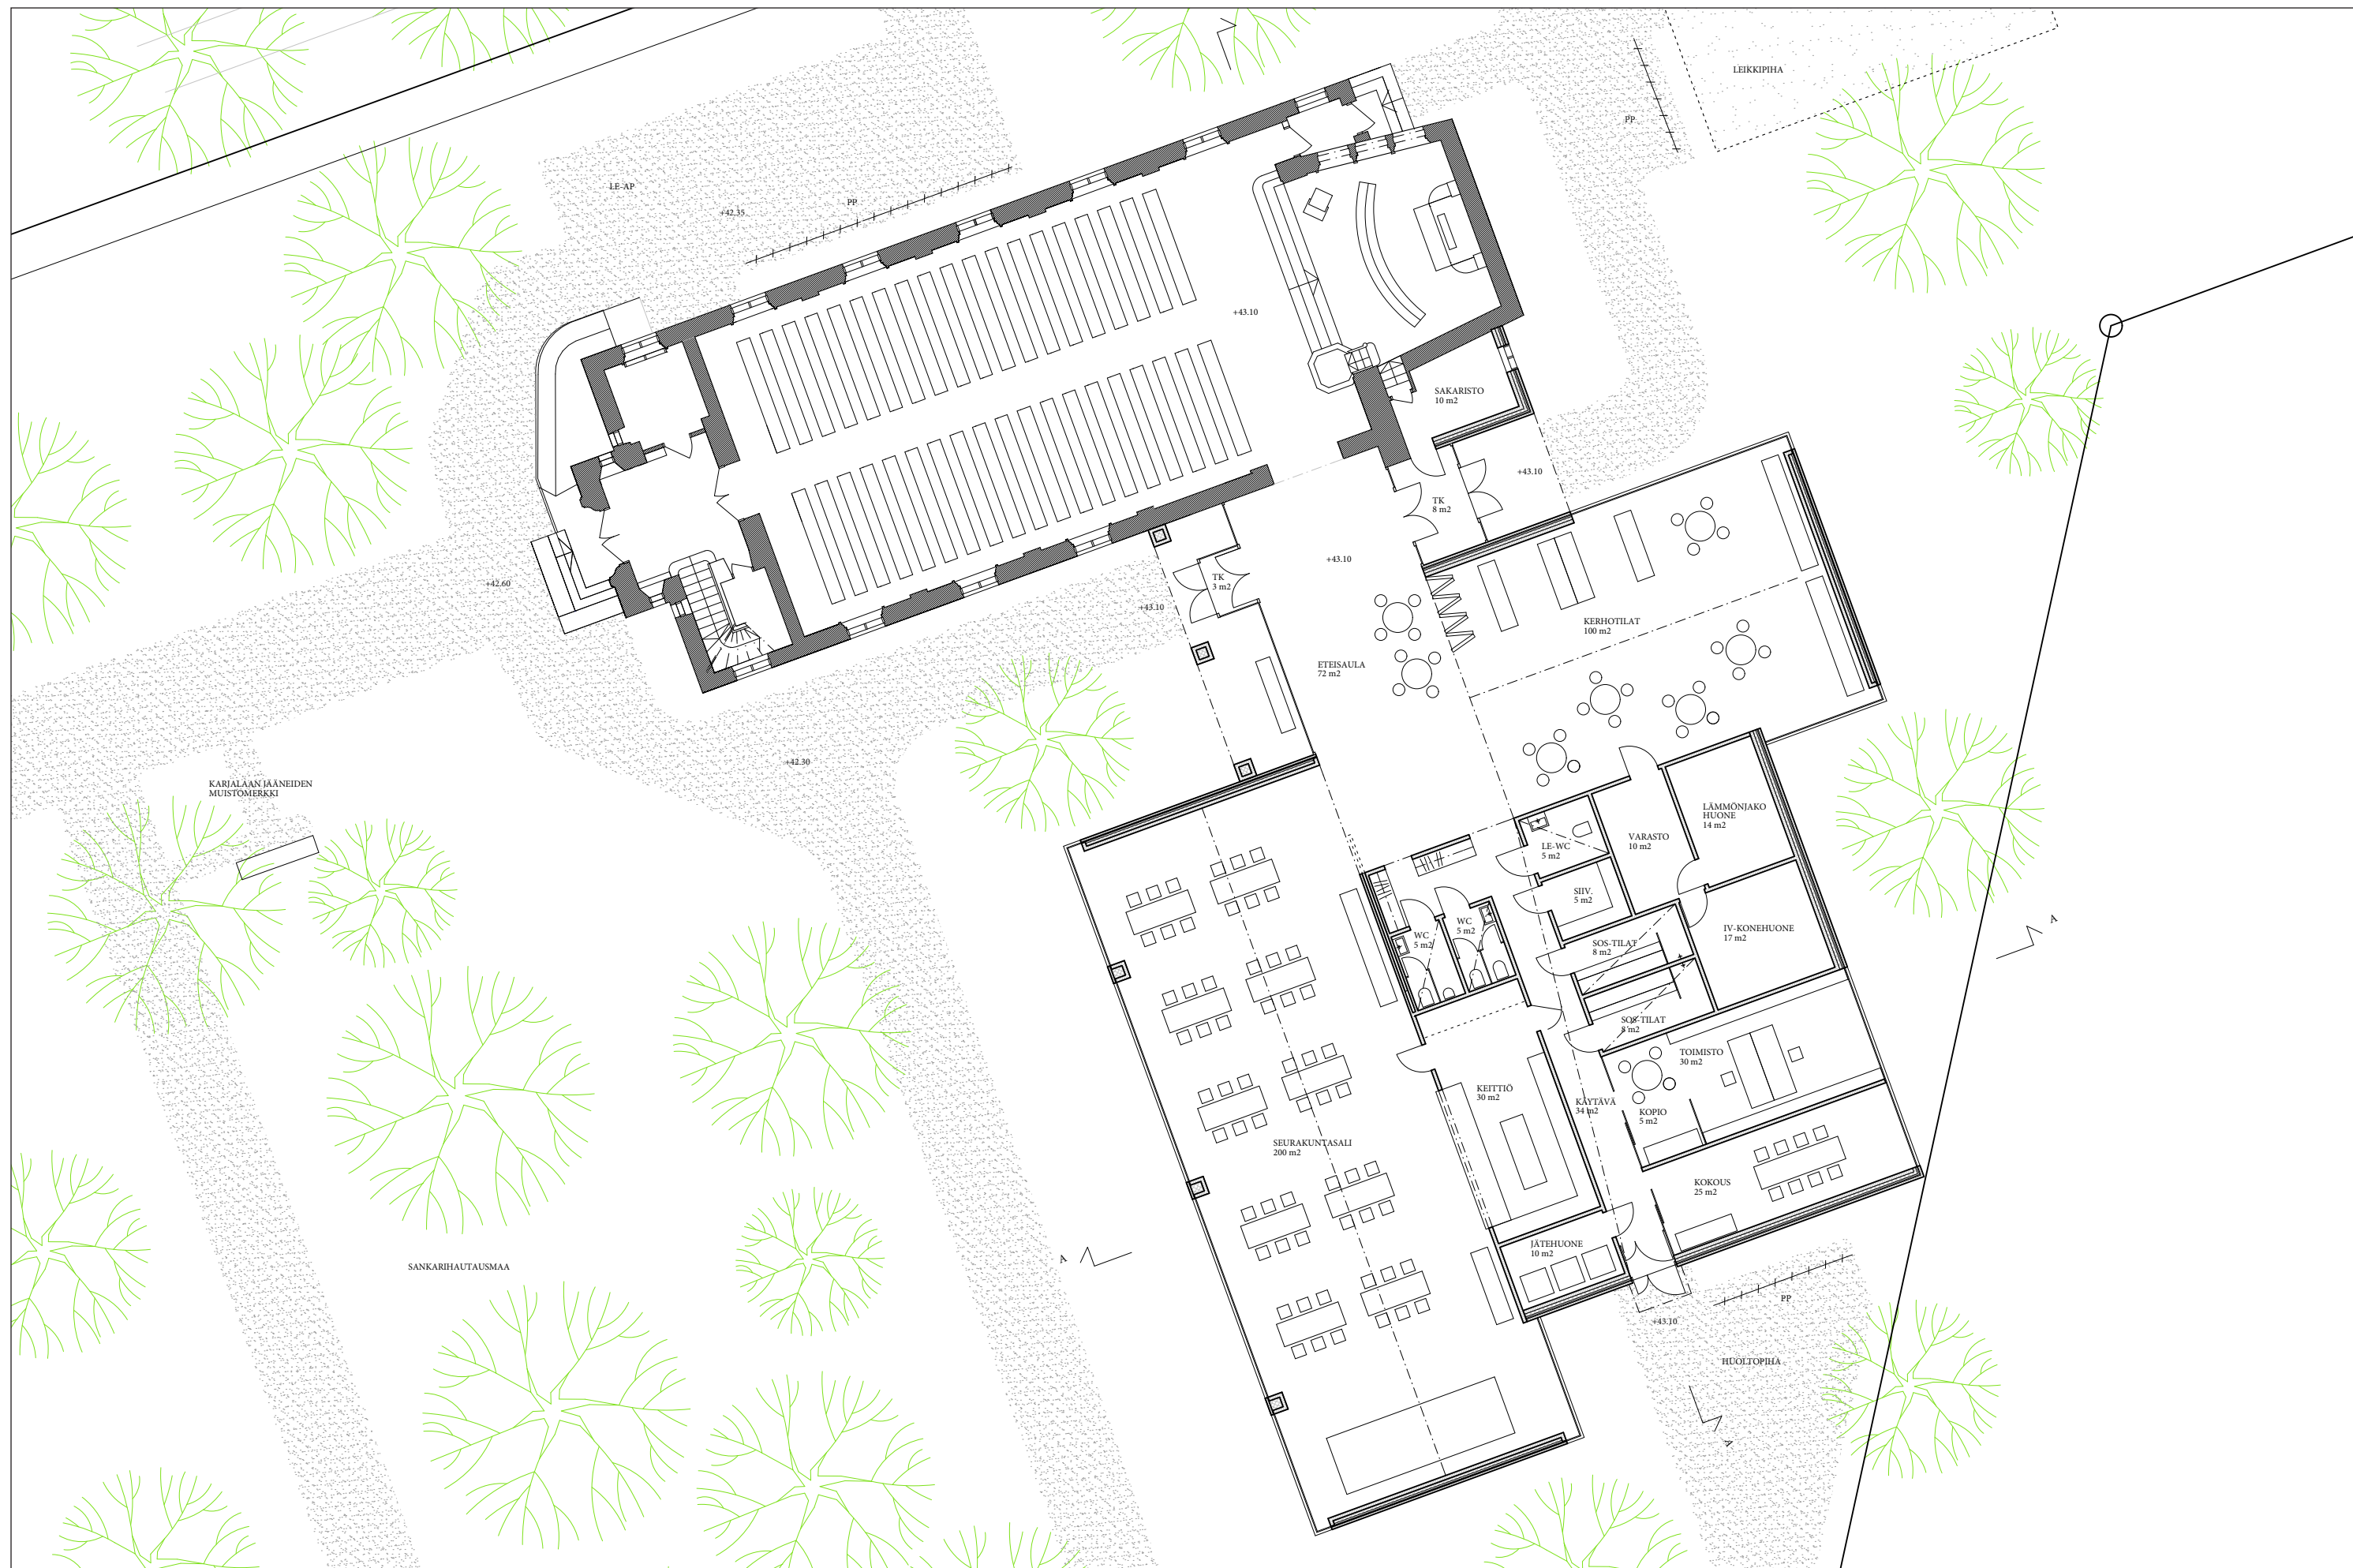 LEIKKIPIHA
PP
LE-AP
PP
+42.35
+43.10
SAKARISTO
10 m2
+43.10
TK
8 m2
+43.10
TK
3 m2
+42.60
+43.10
KERHOTILAT
100 m2
ETEISAULA
72 m2
+42.30
KARJALAAN JÄÄNEIDEN
MUISTOMERKKI
LÄMMÖNJAKO
HUONE
14 m2
VARASTO
10 m2
LE-WC
5 m2
SIIV.
5 m2
WC
5 m2
WC
5 m2
IV-KONEHUONE
17 m2
SOS-TILAT
8 m2
A
SOS-TILAT
8 m2
TOIMISTO
30 m2
KEITTIÖ
30 m2
KÄYTÄVÄ
34 m2
KOPIO
5 m2
SEURAKUNTASALI
200 m2
KOKOUS
25 m2
JÄTEHUONE
10 m2
A
SANKARIHAUTAUSMAA
PP
+43.10
HUOLTOPIHA
A